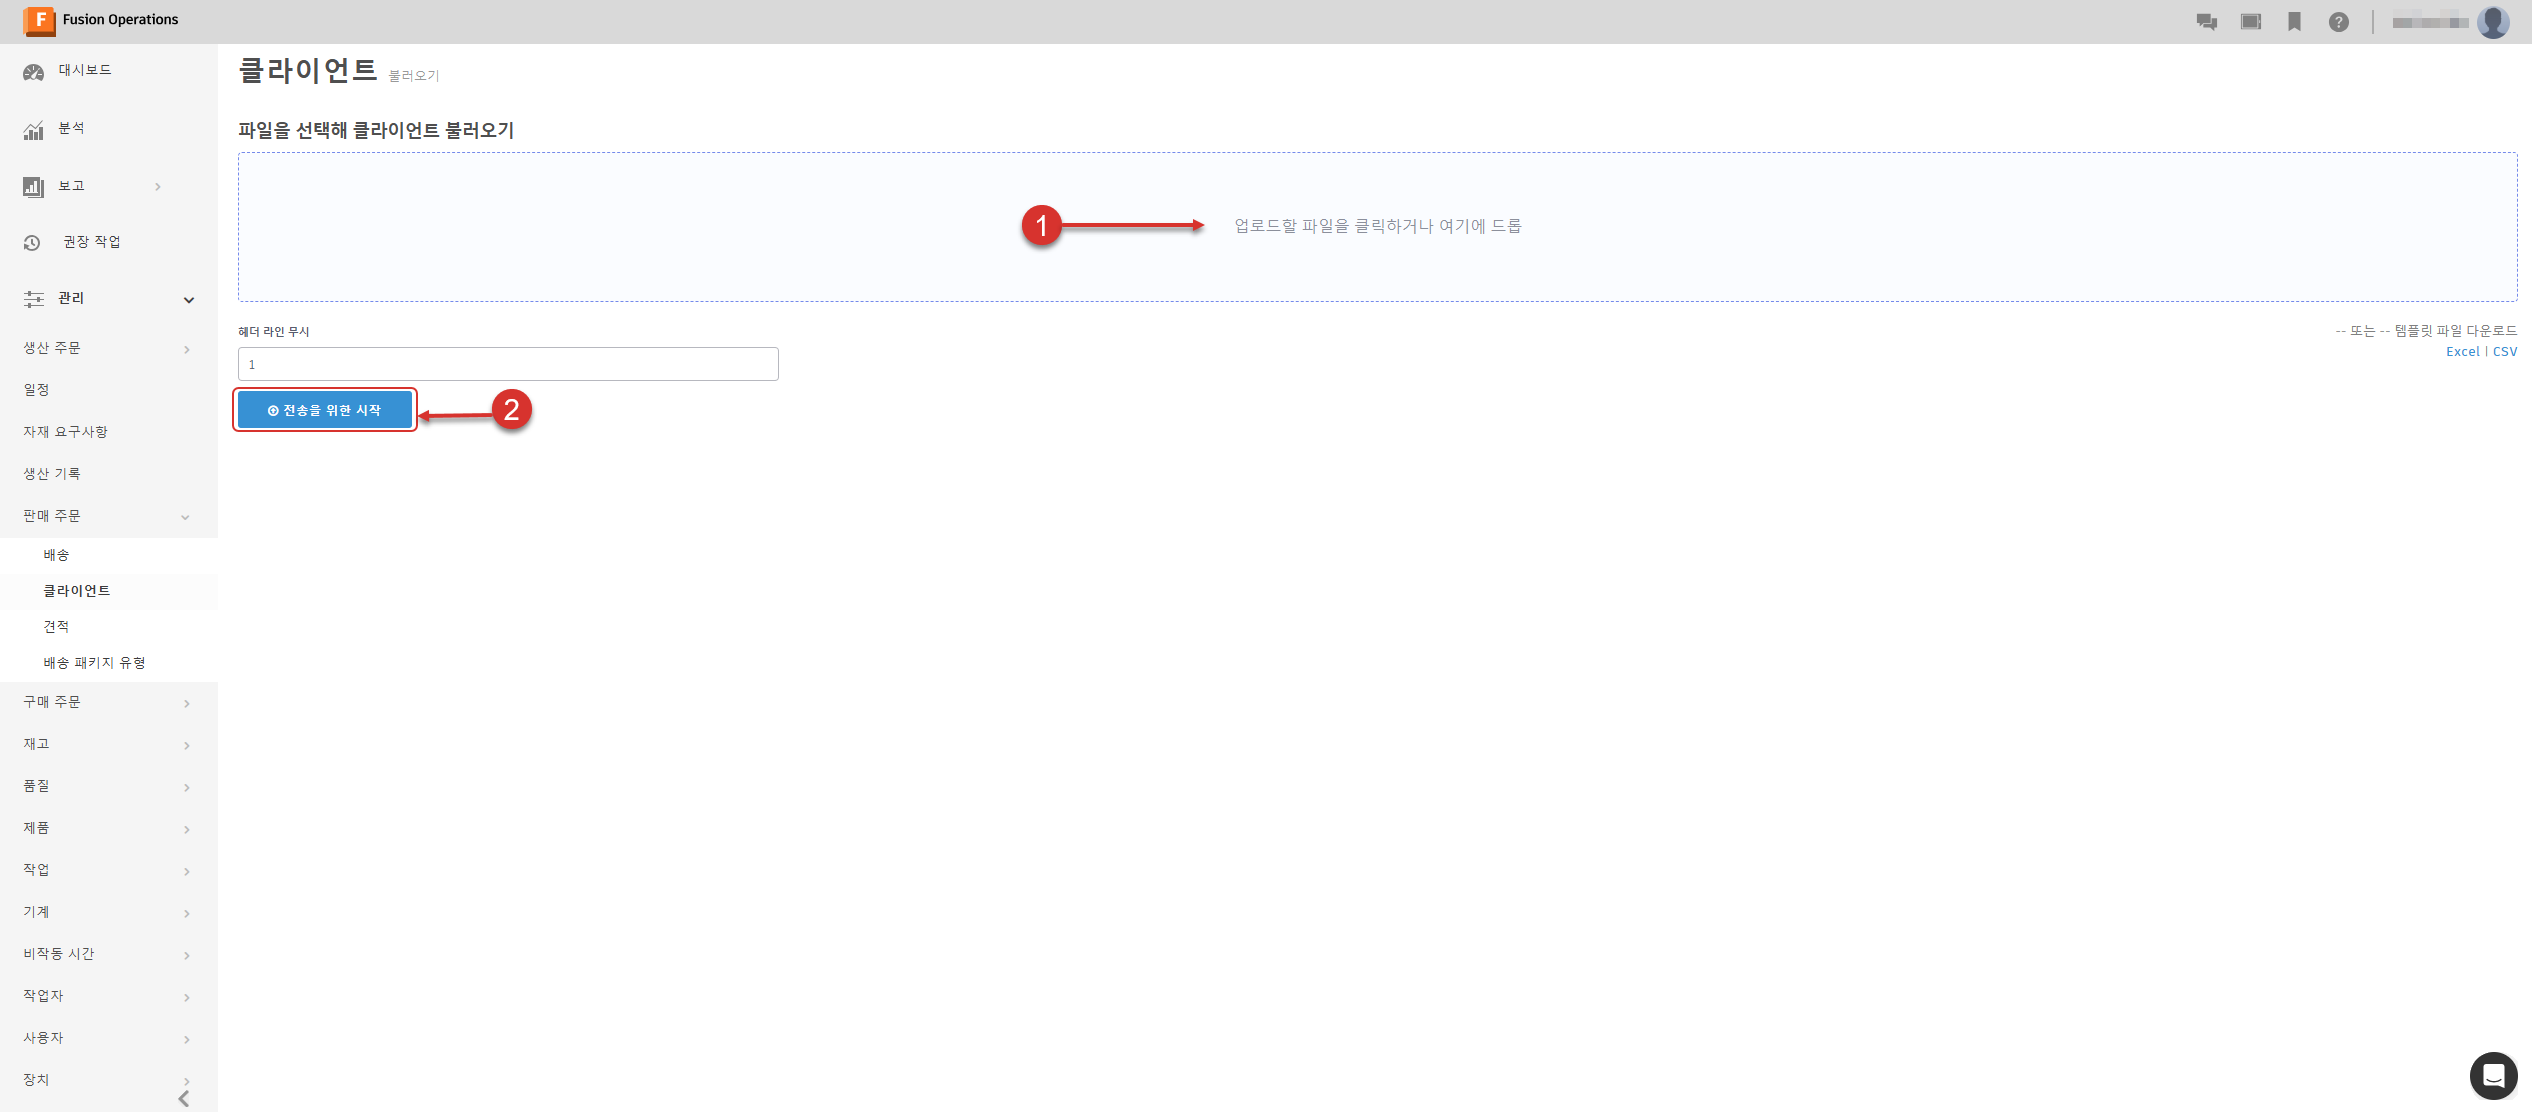 F Fusion Operations
대시보드
분석
보고
권장 작업
관리
생산 주문
일정
자재 요구사항
생산 기록
판매 주문
배송
클라이언트
견적
배송 패키지 유형
구매 주문
재고
품질
제품
작업
기계
비작동 시간
작업자
사용자
장치
클라이언트 불러오기
파일을 선택해 클라이언트 불러오기
1
업로드할 파일을 클릭하거나 여기에 드롭
헤더 라인 무시
1
-- 또는 -- 템플릿 파일 다운로드
Excel | CSV
전송을 위한 시작
2